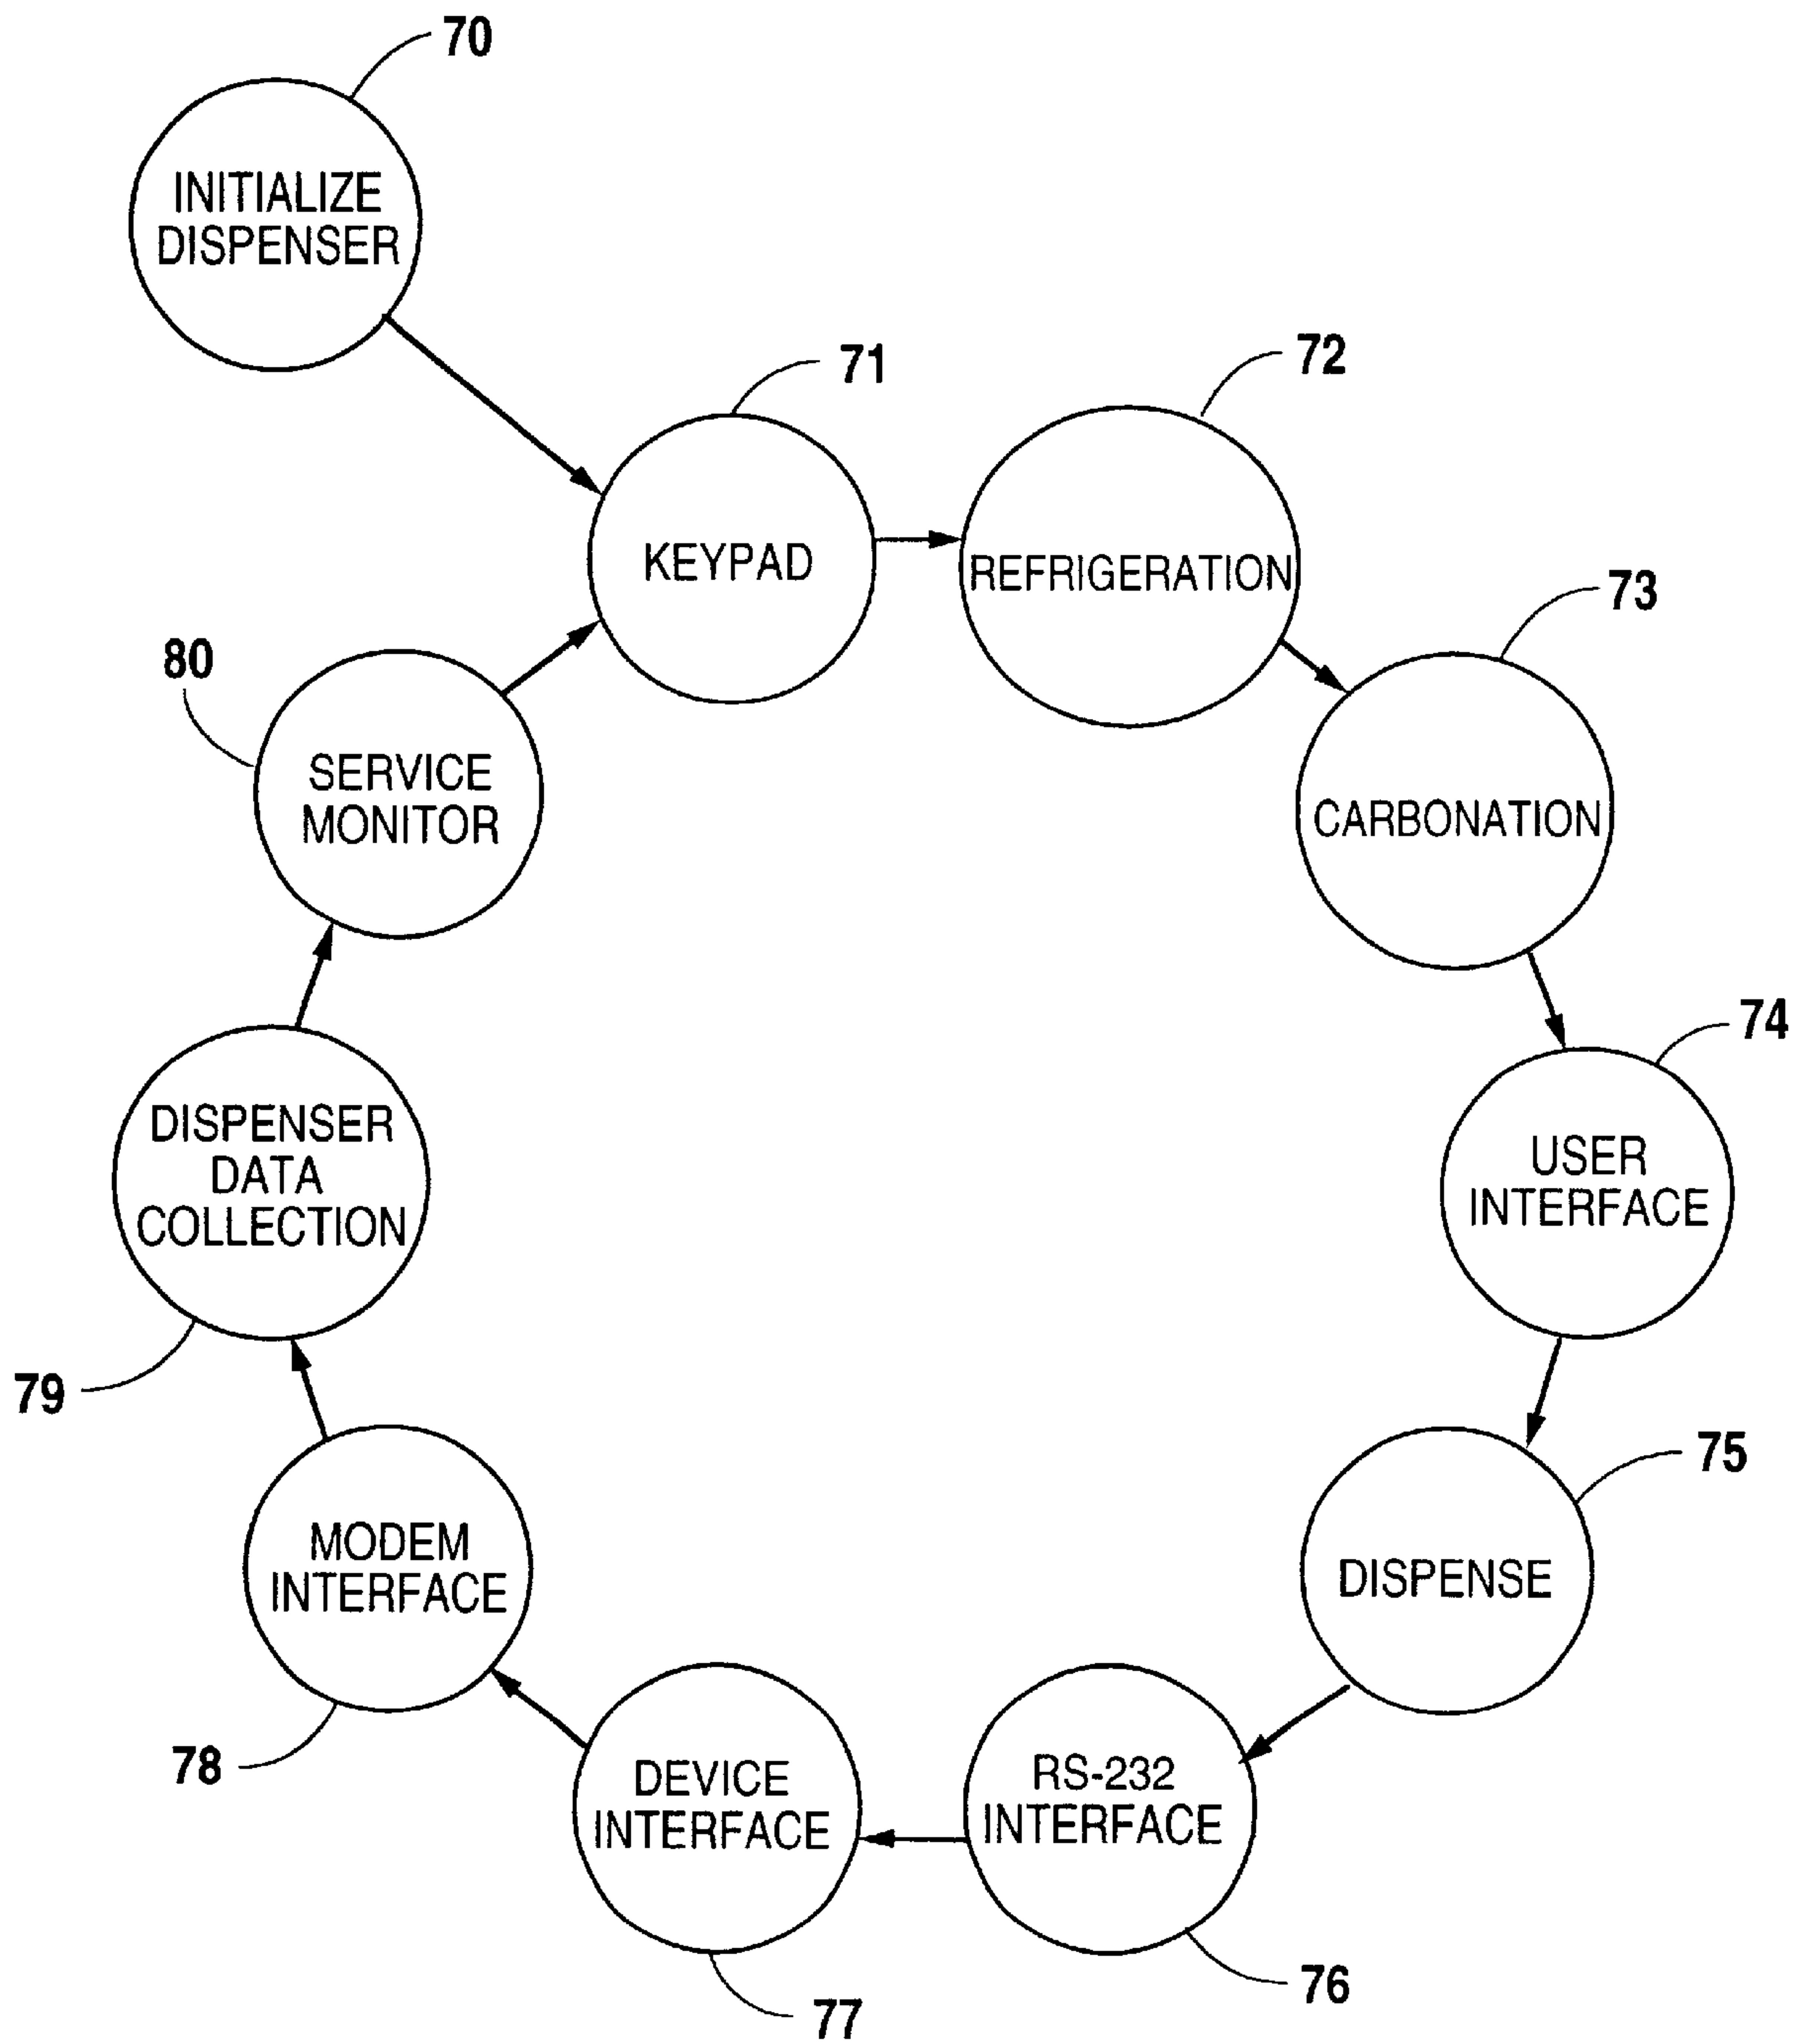 70
INITIALIZE
DISPENSER
71
KEYPAD
72
REFRIGERATION
73
CARBONATION
74
USER
INTERFACE
75
DISPENSE
76
RS-232
INTERFACE
77
DEVICE
INTERFACE
78
MODEM
INTERFACE
79
DISPENSER
DATA
COLLECTION
80
SERVICE
MONITOR